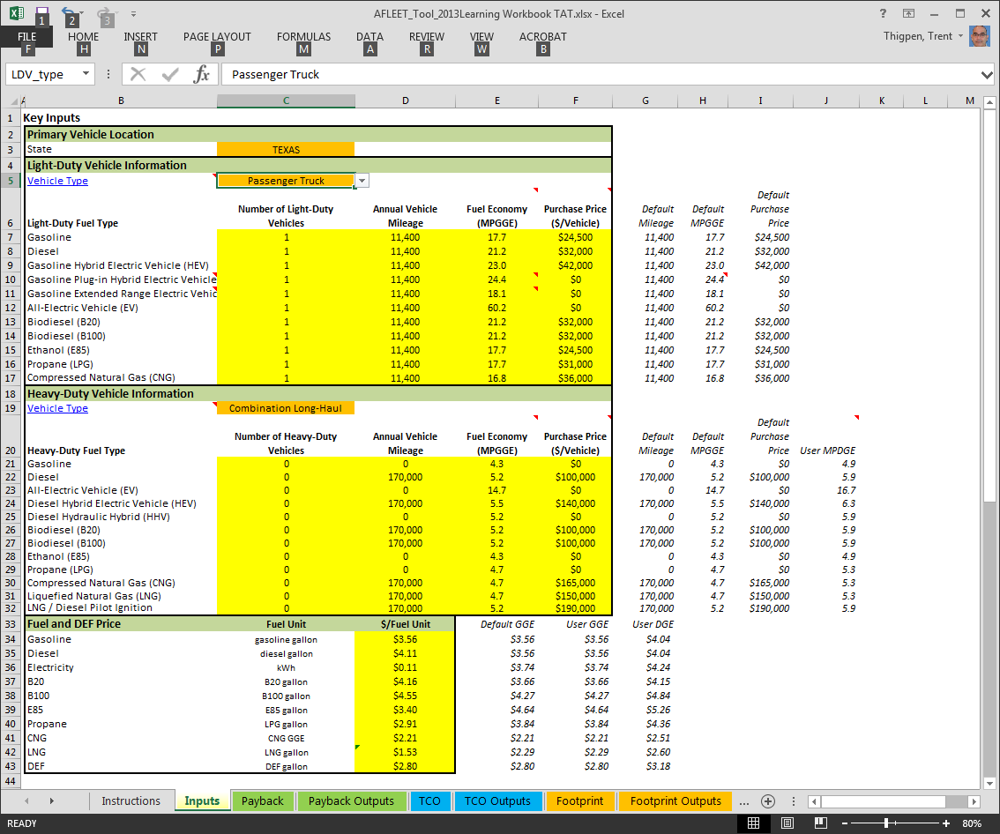 AFLEET_Tool_2013Learning Workbook TAT.xlsx - Excel
1 2 3
FILE HOME INSERT PAGE LAYOUT FORMULAS DATA REVIEW VIEW ACROBAT Thigpen, Trent
F H N P M A R W B
LDV_type fx Passenger Truck
A B C D E F G H I J K L M
1 Key Inputs
2 Primary Vehicle Location
3 State TEXAS
4 Light-Duty Vehicle Information
5 Vehicle Type Passenger Truck
Default
Number of Light-Duty Annual Vehicle Fuel Economy Purchase Price Default Default Purchase
6 Light-Duty Fuel Type Vehicles Mileage (MPGGE) ($/Vehicle) Mileage MPGGE Price
7 Gasoline 1 11,400 17.7 $24,500 11,400 17.7 $24,500
8 Diesel 1 11,400 21.2 $32,000 11,400 21.2 $32,000
9 Gasoline Hybrid Electric Vehicle (HEV) 1 11,400 23.0 $42,000 11,400 23.0 $42,000
10 Gasoline Plug-in Hybrid Electric Vehicle 1 11,400 24.4 $0 11,400 24.4 $0
11 Gasoline Extended Range Electric Vehic 1 11,400 18.1 $0 11,400 18.1 $0
12 All-Electric Vehicle (EV) 1 11,400 60.2 $0 11,400 60.2 $0
13 Biodiesel (B20) 1 11,400 21.2 $32,000 11,400 21.2 $32,000
14 Biodiesel (B100) 1 11,400 21.2 $32,000 11,400 21.2 $32,000
15 Ethanol (E85) 1 11,400 17.7 $24,500 11,400 17.7 $24,500
16 Propane (LPG) 1 11,400 17.7 $31,000 11,400 17.7 $31,000
17 Compressed Natural Gas (CNG) 1 11,400 16.8 $36,000 11,400 16.8 $36,000
18 Heavy-Duty Vehicle Information
19 Vehicle Type Combination Long-Haul
Default
Number of Heavy-Duty Annual Vehicle Fuel Economy Purchase Price Default Default Purchase
20 Heavy-Duty Fuel Type Vehicles Mileage (MPGGE) ($/Vehicle) Mileage MPGGE Price User MPDGE
21 Gasoline 0 0 4.3 $0 0 4.3 $0 4.9
22 Diesel 0 170,000 5.2 $100,000 170,000 5.2 $100,000 5.9
23 All-Electric Vehicle (EV) 0 0 14.7 $0 0 14.7 $0 16.7
24 Diesel Hybrid Electric Vehicle (HEV) 0 170,000 5.5 $140,000 170,000 5.5 $140,000 6.3
25 Diesel Hydraulic Hybrid (HHV) 0 0 5.2 $0 0 5.2 $0 5.9
26 Biodiesel (B20) 0 170,000 5.2 $100,000 170,000 5.2 $100,000 5.9
27 Biodiesel (B100) 0 170,000 5.2 $100,000 170,000 5.2 $100,000 5.9
28 Ethanol (E85) 0 0 4.3 $0 0 4.3 $0 4.9
29 Propane (LPG) 0 0 4.7 $0 0 4.7 $0 5.3
30 Compressed Natural Gas (CNG) 0 170,000 4.7 $165,000 170,000 4.7 $165,000 5.3
31 Liquefied Natural Gas (LNG) 0 170,000 4.7 $150,000 170,000 4.7 $150,000 5.3
32 LNG / Diesel Pilot Ignition 0 170,000 5.2 $190,000 170,000 5.2 $190,000 5.9
33 Fuel and DEF Price Fuel Unit $/Fuel Unit Default GGE User GGE User DGE
34 Gasoline gasoline gallon $3.56 $3.56 $3.56 $4.04
35 Diesel diesel gallon $4.11 $3.56 $3.56 $4.04
36 Electricity kWh $0.11 $3.74 $3.74 $4.24
37 B20 B20 gallon $4.16 $3.66 $3.66 $4.15
38 B100 B100 gallon $4.55 $4.27 $4.27 $4.84
39 E85 E85 gallon $3.40 $4.64 $4.64 $5.26
40 Propane LPG gallon $2.91 $3.84 $3.84 $4.36
41 CNG CNG GGE $2.21 $2.21 $2.21 $2.51
42 LNG LNG gallon $1.53 $2.29 $2.29 $2.60
43 DEF DEF gallon $2.80 $2.80 $2.80 $3.18
44
Instructions Inputs Payback Payback Outputs TCO TCO Outputs Footprint Footprint Outputs ...
READY 80%